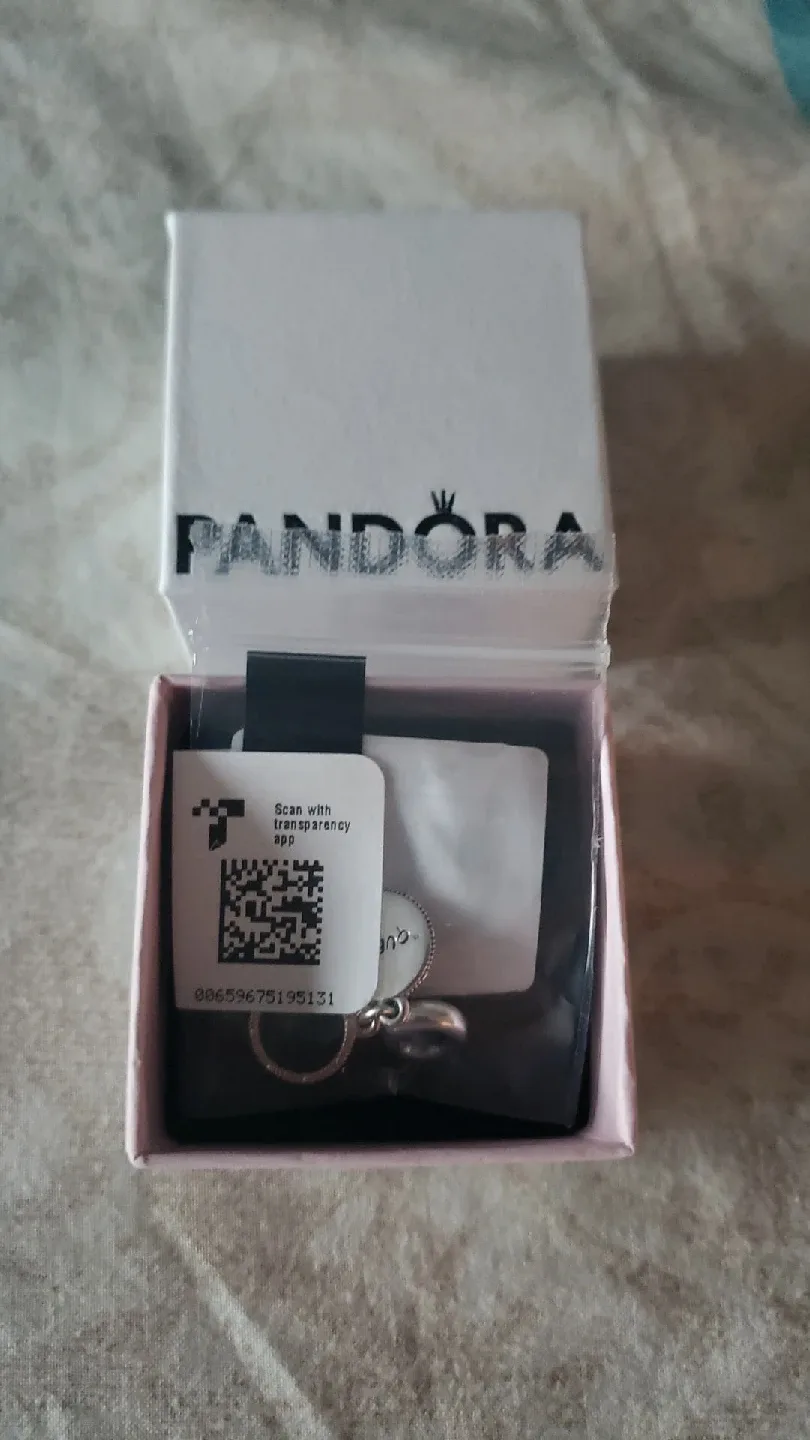 PANDORA
Scan with
transparency
app
00659675195131